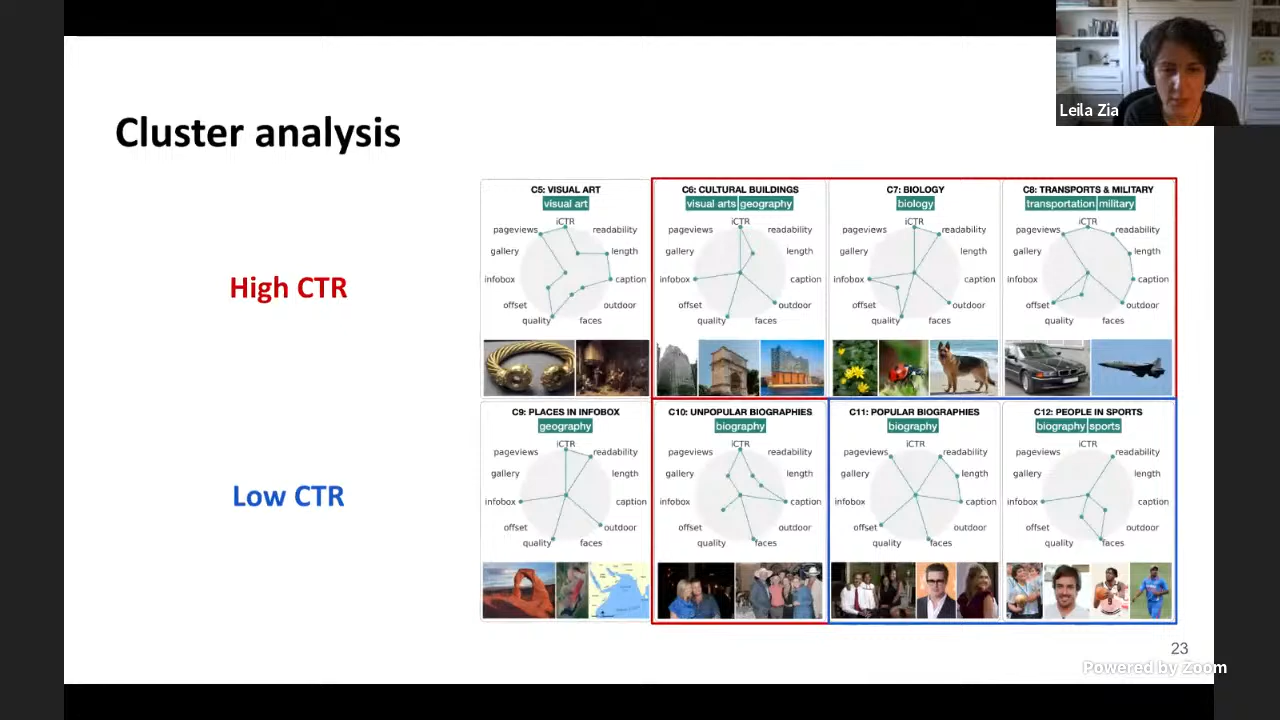 Leila Zia
Cluster analysis
High CTR
Low CTR
C5: VISUAL ART
visual art
iCTR
pageviews
readability
gallery
length
infobox
caption
offset
outdoor
quality
faces
C6: CULTURAL BUILDINGS
visual arts geography
iCTR
pageviews
readability
gallery
length
infobox
caption
offset
outdoor
quality
faces
C7: BIOLOGY
biology
iCTR
pageviews
readability
gallery
length
infobox
caption
offset
outdoor
quality
faces
C8: TRANSPORTS & MILITARY
transportation military
iCTR
pageviews
readability
gallery
length
infobox
caption
offset
outdoor
quality
faces
C9: PLACES IN INFOBOX
geography
iCTR
pageviews
readability
gallery
length
infobox
caption
offset
outdoor
quality
faces
C10: UNPOPULAR BIOGRAPHIES
biography
iCTR
pageviews
readability
gallery
length
infobox
caption
offset
outdoor
quality
faces
C11: POPULAR BIOGRAPHIES
biography
iCTR
pageviews
readability
gallery
length
infobox
caption
offset
outdoor
quality
faces
C12: PEOPLE IN SPORTS
biography sports
iCTR
pageviews
readability
gallery
length
infobox
caption
offset
outdoor
quality
faces
23
Powered by Zoom